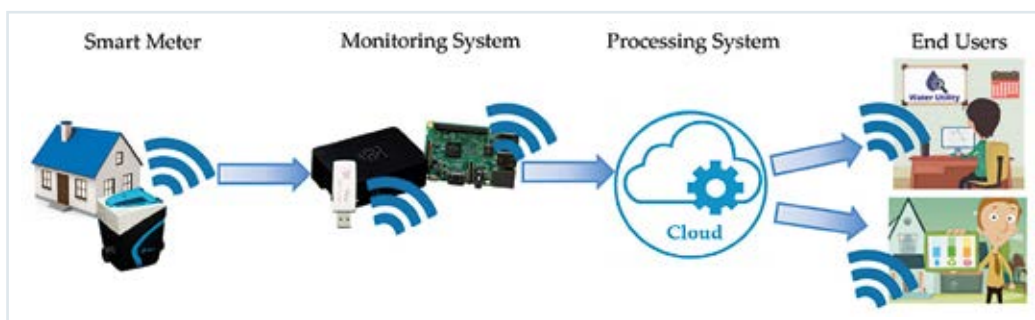 Smart Meter
Monitoring System
Processing System
End Users
Water Utility
Cloud